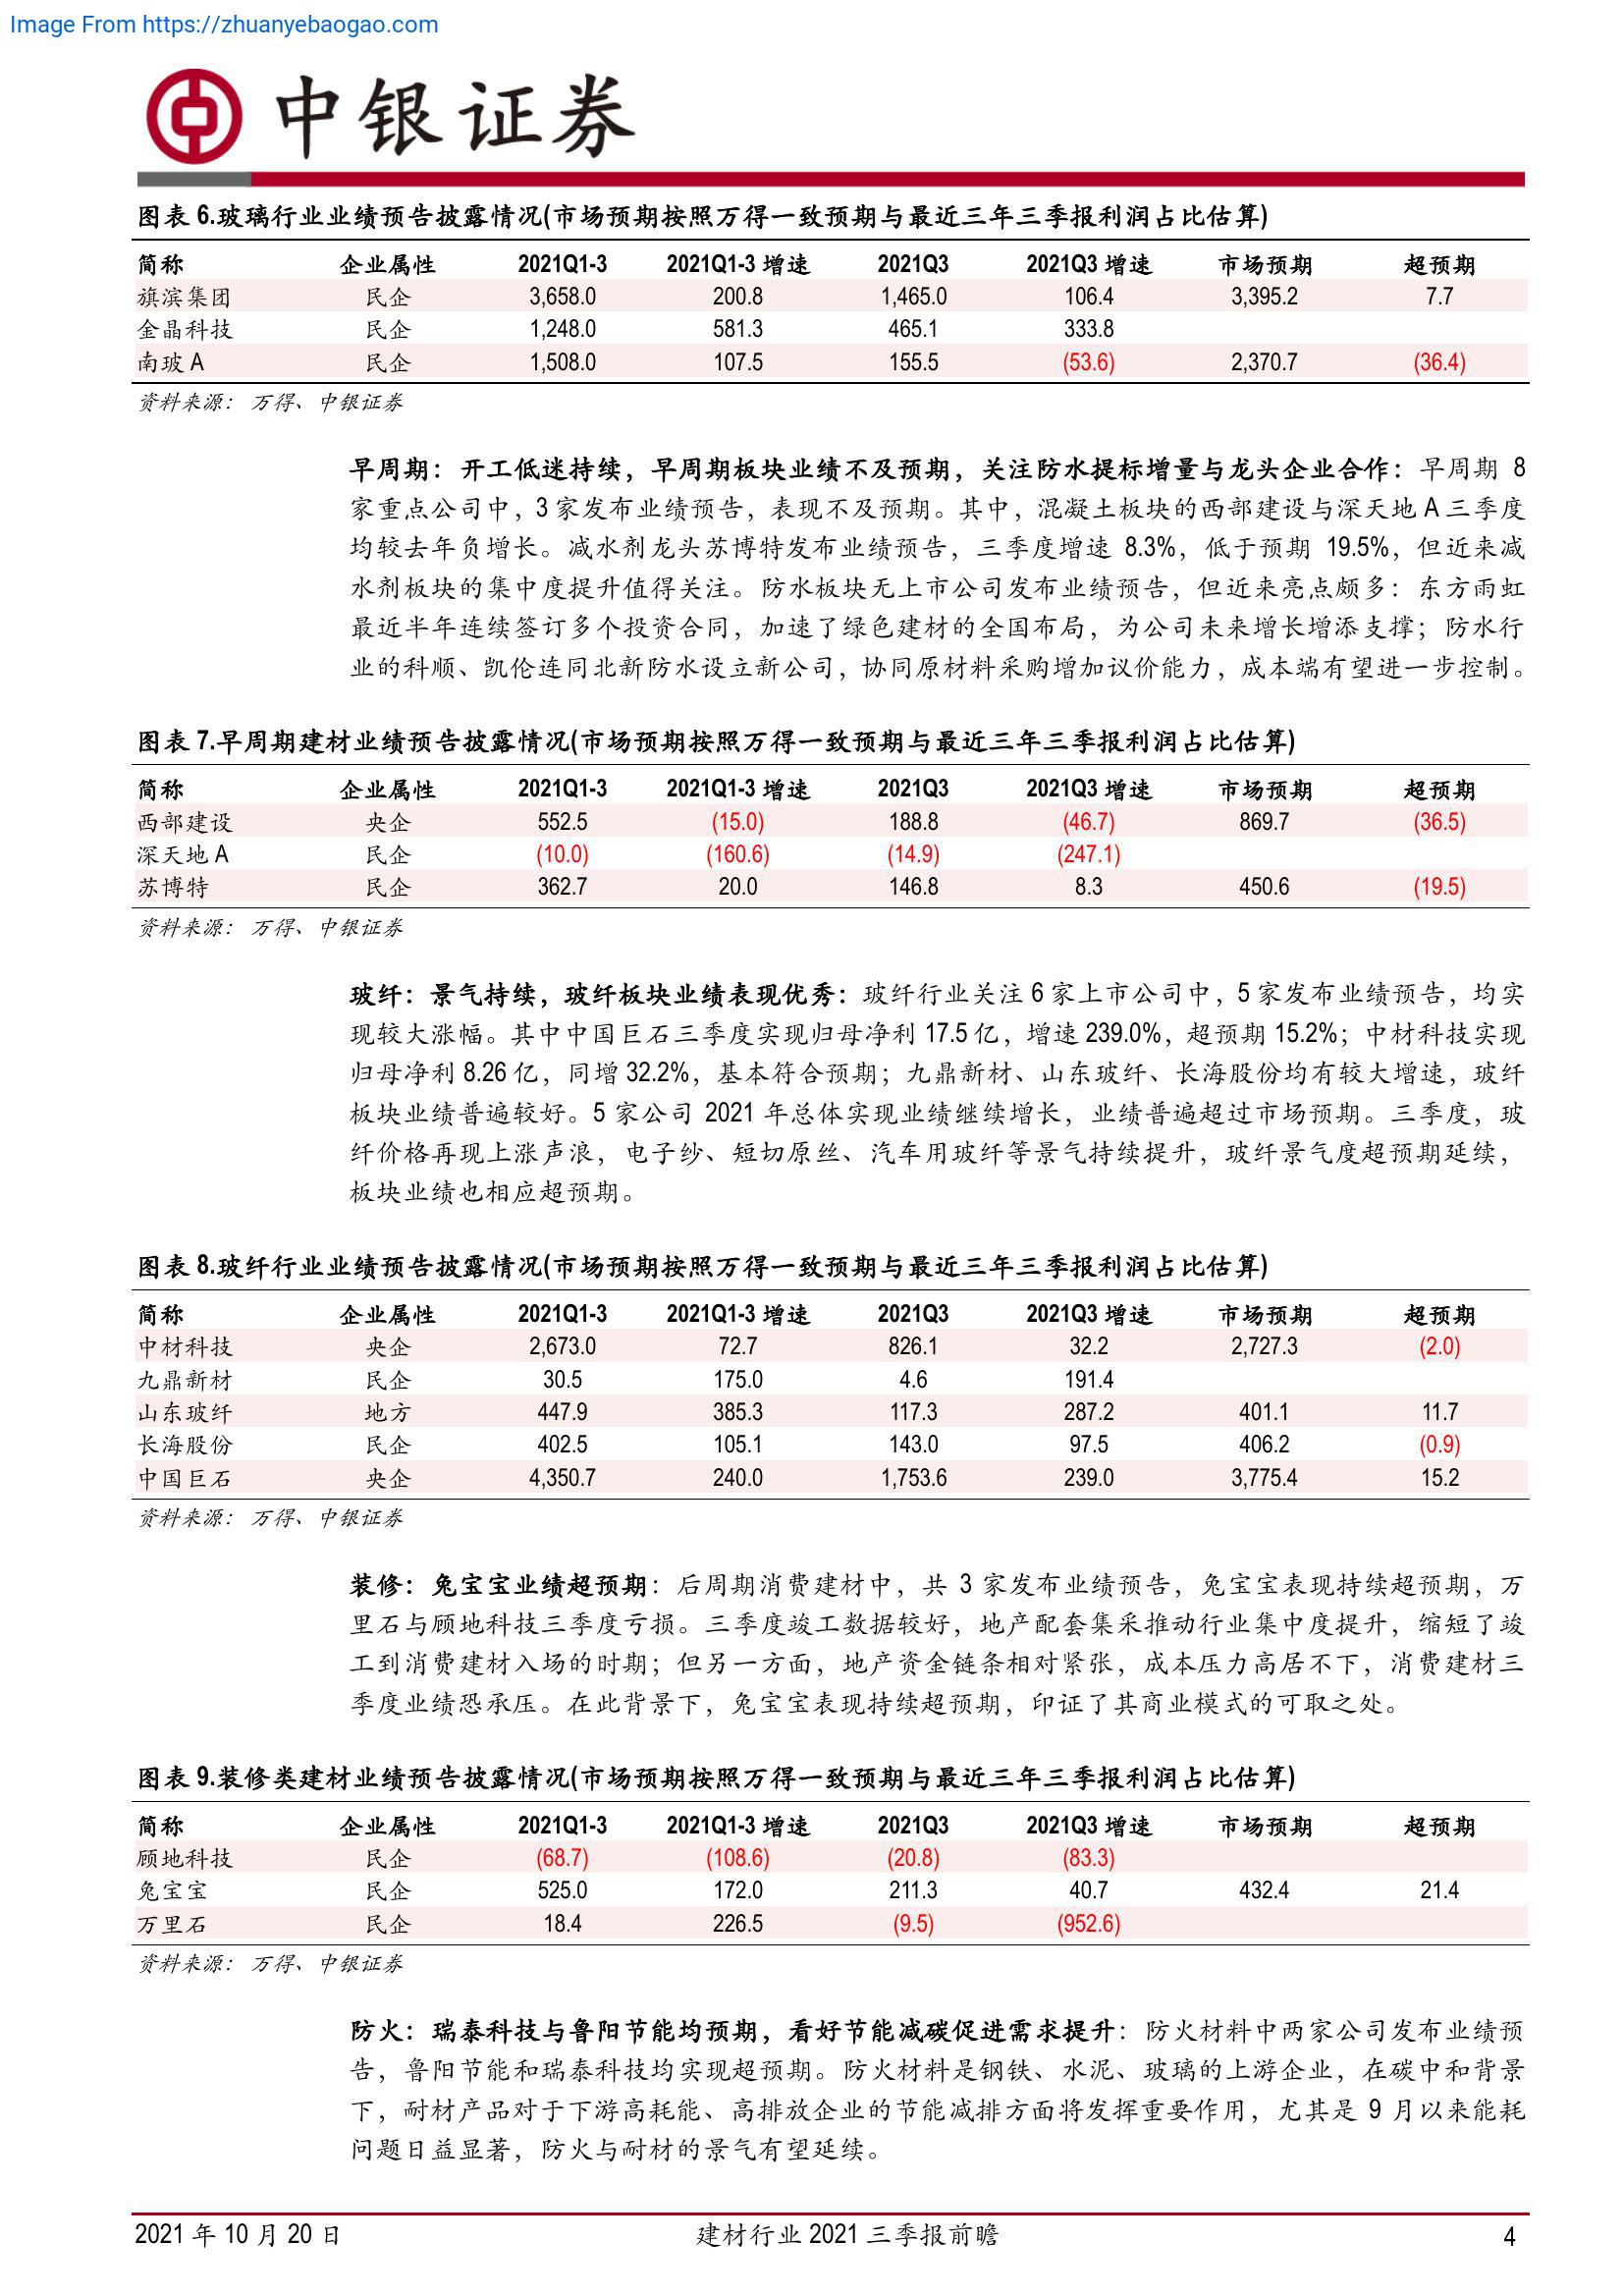 Image From https://zhuanyebaogao.com
中银证券
图表 6.玻璃行业业绩预告披露情况(市场预期按照万得一致预期与最近三年三季报利润占比估算)
简称 企业属性 2021Q1-3 2021Q1-3 增速 2021Q3 2021Q3 增速 市场预期 超预期
旗滨集团 民企 3,658.0 200.8 1,465.0 106.4 3,395.2 7.7
金晶科技 民企 1,248.0 581.3 465.1 333.8
南玻 A 民企 1,508.0 107.5 155.5 (53.6) 2,370.7 (36.4)
资料来源：万得、中银证券
早周期：开工低迷持续，早周期板块业绩不及预期，关注防水提标增量与龙头企业合作：早周期 8
家重点公司中，3 家发布业绩预告，表现不及预期。其中，混凝土板块的西部建设与深天地 A 三季度
均较去年负增长。减水剂龙头苏博特发布业绩预告，三季度增速 8.3%，低于预期 19.5%，但近来减
水剂板块的集中度提升值得关注。防水板块无上市公司发布业绩预告，但近来亮点颇多：东方雨虹
最近半年连续签订多个投资合同，加速了绿色建材的全国布局，为公司未来增长增添支撑；防水行
业的科顺、凯伦连同北新防水设立新公司，协同原材料采购增加议价能力，成本端有望进一步控制。
图表 7.早周期建材业绩预告披露情况(市场预期按照万得一致预期与最近三年三季报利润占比估算)
简称 企业属性 2021Q1-3 2021Q1-3 增速 2021Q3 2021Q3 增速 市场预期 超预期
西部建设 央企 552.5 (15.0) 188.8 (46.7) 869.7 (36.5)
深天地 A 民企 (10.0) (160.6) (14.9) (247.1)
苏博特 民企 362.7 20.0 146.8 8.3 450.6 (19.5)
资料来源：万得、中银证券
玻纤：景气持续，玻纤板块业绩表现优秀：玻纤行业关注 6 家上市公司中，5 家发布业绩预告，均实
现较大涨幅。其中中国巨石三季度实现归母净利 17.5 亿，增速 239.0%，超预期 15.2%；中材科技实现
归母净利 8.26 亿，同增 32.2%，基本符合预期；九鼎新材、山东玻纤、长海股份均有较大增速，玻纤
板块业绩普遍较好。5 家公司 2021 年总体实现业绩继续增长，业绩普遍超过市场预期。三季度，玻
纤价格再现上涨声浪，电子纱、短切原丝、汽车用玻纤等景气持续提升，玻纤景气度超预期延续，
板块业绩也相应超预期。
图表 8.玻纤行业业绩预告披露情况(市场预期按照万得一致预期与最近三年三季报利润占比估算)
简称 企业属性 2021Q1-3 2021Q1-3 增速 2021Q3 2021Q3 增速 市场预期 超预期
中材科技 央企 2,673.0 72.7 826.1 32.2 2,727.3 (2.0)
九鼎新材 民企 30.5 175.0 4.6 191.4
山东玻纤 地方 447.9 385.3 117.3 287.2 401.1 11.7
长海股份 民企 402.5 105.1 143.0 97.5 406.2 (0.9)
中国巨石 央企 4,350.7 240.0 1,753.6 239.0 3,775.4 15.2
资料来源：万得、中银证券
装修：兔宝宝业绩超预期：后周期消费建材中，共 3 家发布业绩预告，兔宝宝表现持续超预期，万
里石与顾地科技三季度亏损。三季度竣工数据较好，地产配套集采推动行业集中度提升，缩短了竣
工到消费建材入场的时期；但另一方面，地产资金链条相对紧张，成本压力高居不下，消费建材三
季度业绩恐承压。在此背景下，兔宝宝表现持续超预期，印证了其商业模式的可取之处。
图表 9.装修类建材业绩预告披露情况(市场预期按照万得一致预期与最近三年三季报利润占比估算)
简称 企业属性 2021Q1-3 2021Q1-3 增速 2021Q3 2021Q3 增速 市场预期 超预期
顾地科技 民企 (68.7) (108.6) (20.8) (83.3)
兔宝宝 民企 525.0 172.0 211.3 40.7 432.4 21.4
万里石 民企 18.4 226.5 (9.5) (952.6)
资料来源：万得、中银证券
防火：瑞泰科技与鲁阳节能均预期，看好节能减碳促进需求提升：防火材料中两家公司发布业绩预
告，鲁阳节能和瑞泰科技均实现超预期。防火材料是钢铁、水泥、玻璃的上游企业，在碳中和背景
下，耐材产品对于下游高耗能、高排放企业的节能减排方面将发挥重要作用，尤其是 9 月以来能耗
问题日益显著，防火与耐材的景气有望延续。
2021 年 10 月 20 日 建材行业 2021 三季报前瞻 4